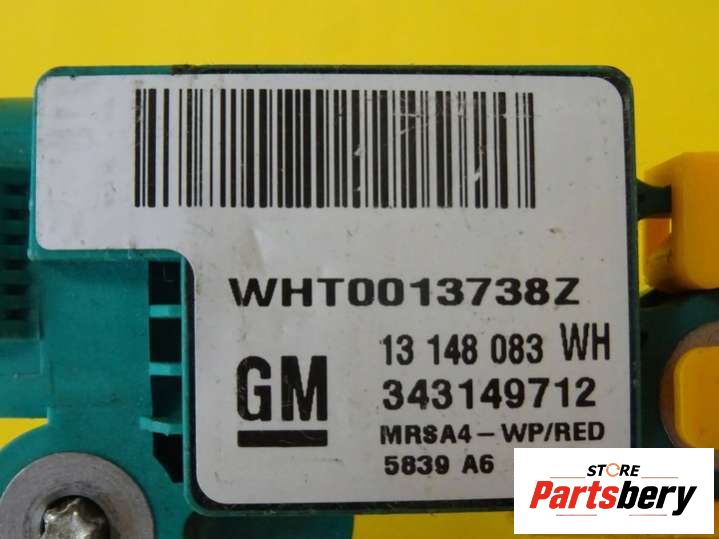 WHT0013738Z
GM
13 148 083 WH
343149712
MRSA4-WP/RED
5839 A6
STORE
Partsbery